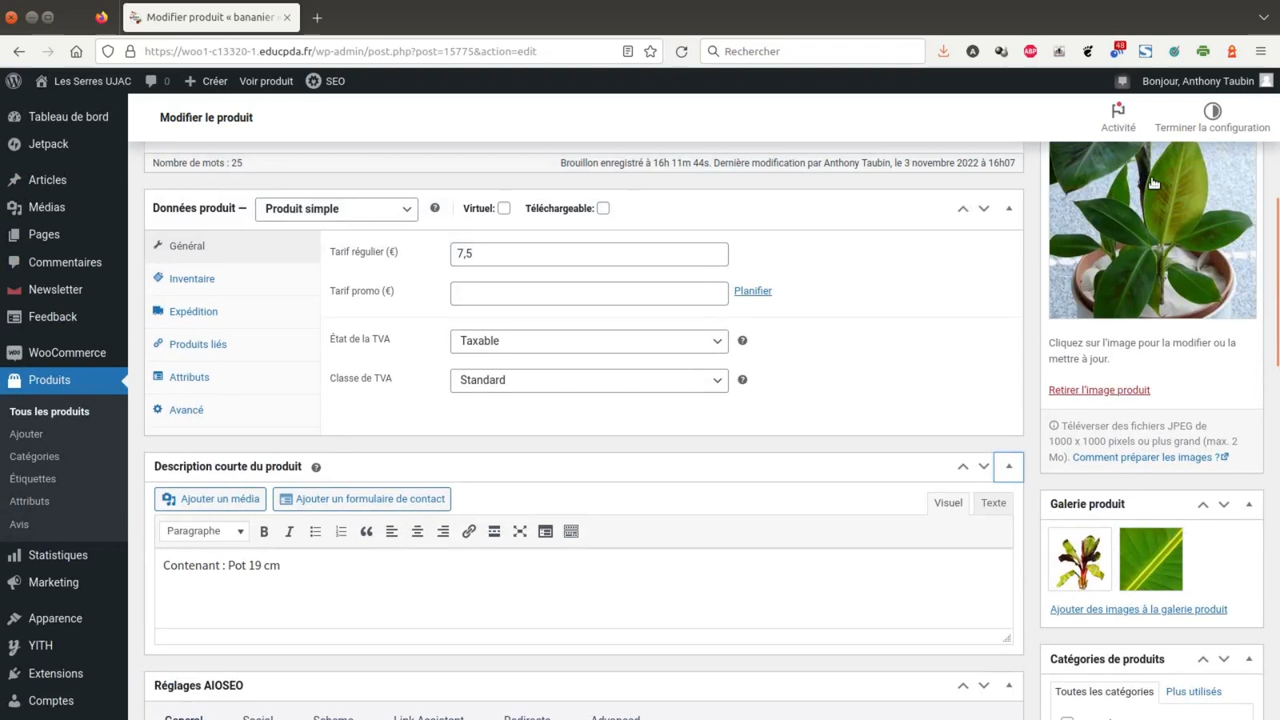 Modifier produit « bananier
https://woo1-c13320-1.educpda.fr/wp-admin/post.php?post=15775&action=edit
Rechercher
48
ABP
Les Serres UJAC
0
Créer
Voir produit
SEO
Bonjour, Anthony Taubin
Tableau de bord
Jetpack
Articles
Médias
Pages
Commentaires
Newsletter
Feedback
WooCommerce
Produits
Tous les produits
Ajouter
Catégories
Étiquettes
Attributs
Avis
Statistiques
Marketing
Apparence
YITH
Extensions
Comptes
Modifier le produit
Activité
Terminer la configuration
Nombre de mots : 25
Brouillon enregistré à 16h 11m 44s. Dernière modification par Anthony Taubin, le 3 novembre 2022 à 16h07
Données produit —
Produit simple
Virtuel:
Téléchargeable:
Général
Inventaire
Expédition
Produits liés
Attributs
Avancé
Tarif régulier (€)
7,5
Tarif promo (€)
Planifier
État de la TVA
Taxable
Classe de TVA
Standard
Description courte du produit
Ajouter un média
Ajouter un formulaire de contact
Visuel
Texte
Paragraphe
B
I
Contenant : Pot 19 cm
Réglages AIOSEO
General
Social
Schema
Link Assistant
Redirects
Advanced
Cliquez sur l'image pour la modifier ou la
mettre à jour.
Retirer l'image produit
Téléverser des fichiers JPEG de
1000 x 1000 pixels ou plus grand (max. 2
Mo). Comment préparer les images ?
Galerie produit
Ajouter des images à la galerie produit
Catégories de produits
Toutes les catégories
Plus utilisés